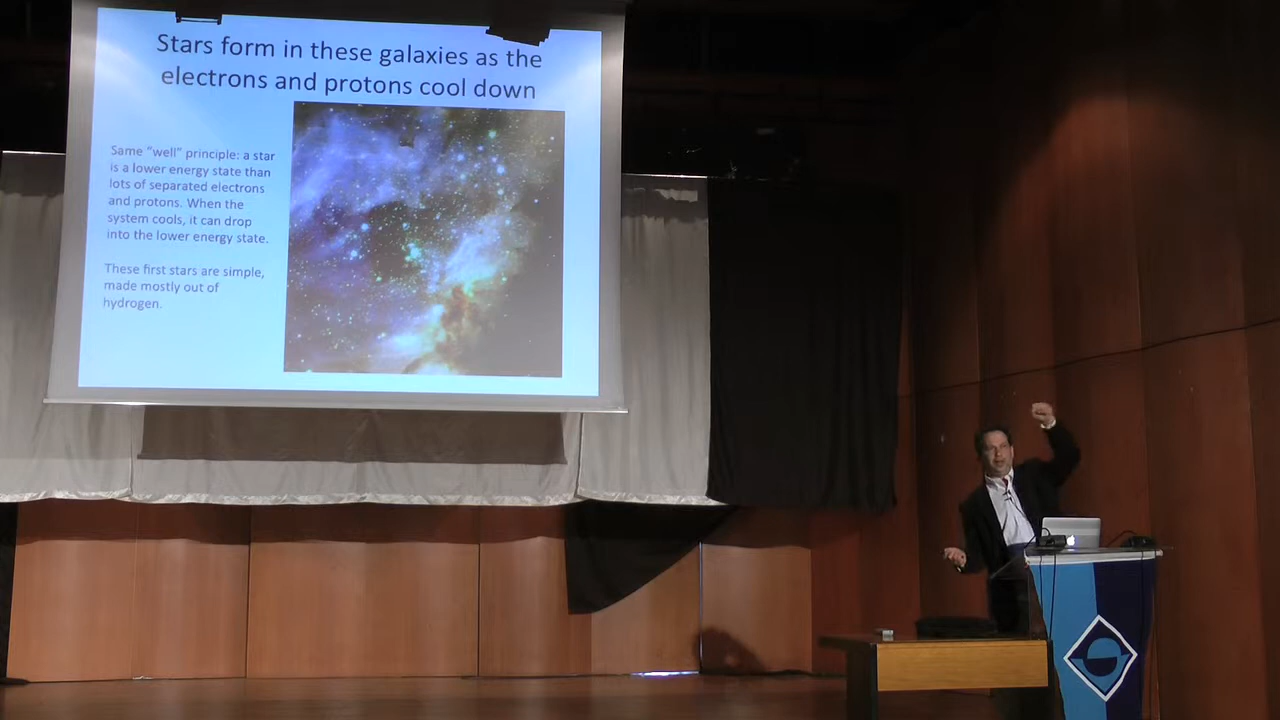 Stars form in these galaxies as the
electrons and protons cool down
Same “well” principle: a star
is a lower energy state than
lots of separated electrons
and protons. When the
system cools, it can drop
into the lower energy state.
These first stars are simple,
made mostly out of
hydrogen.